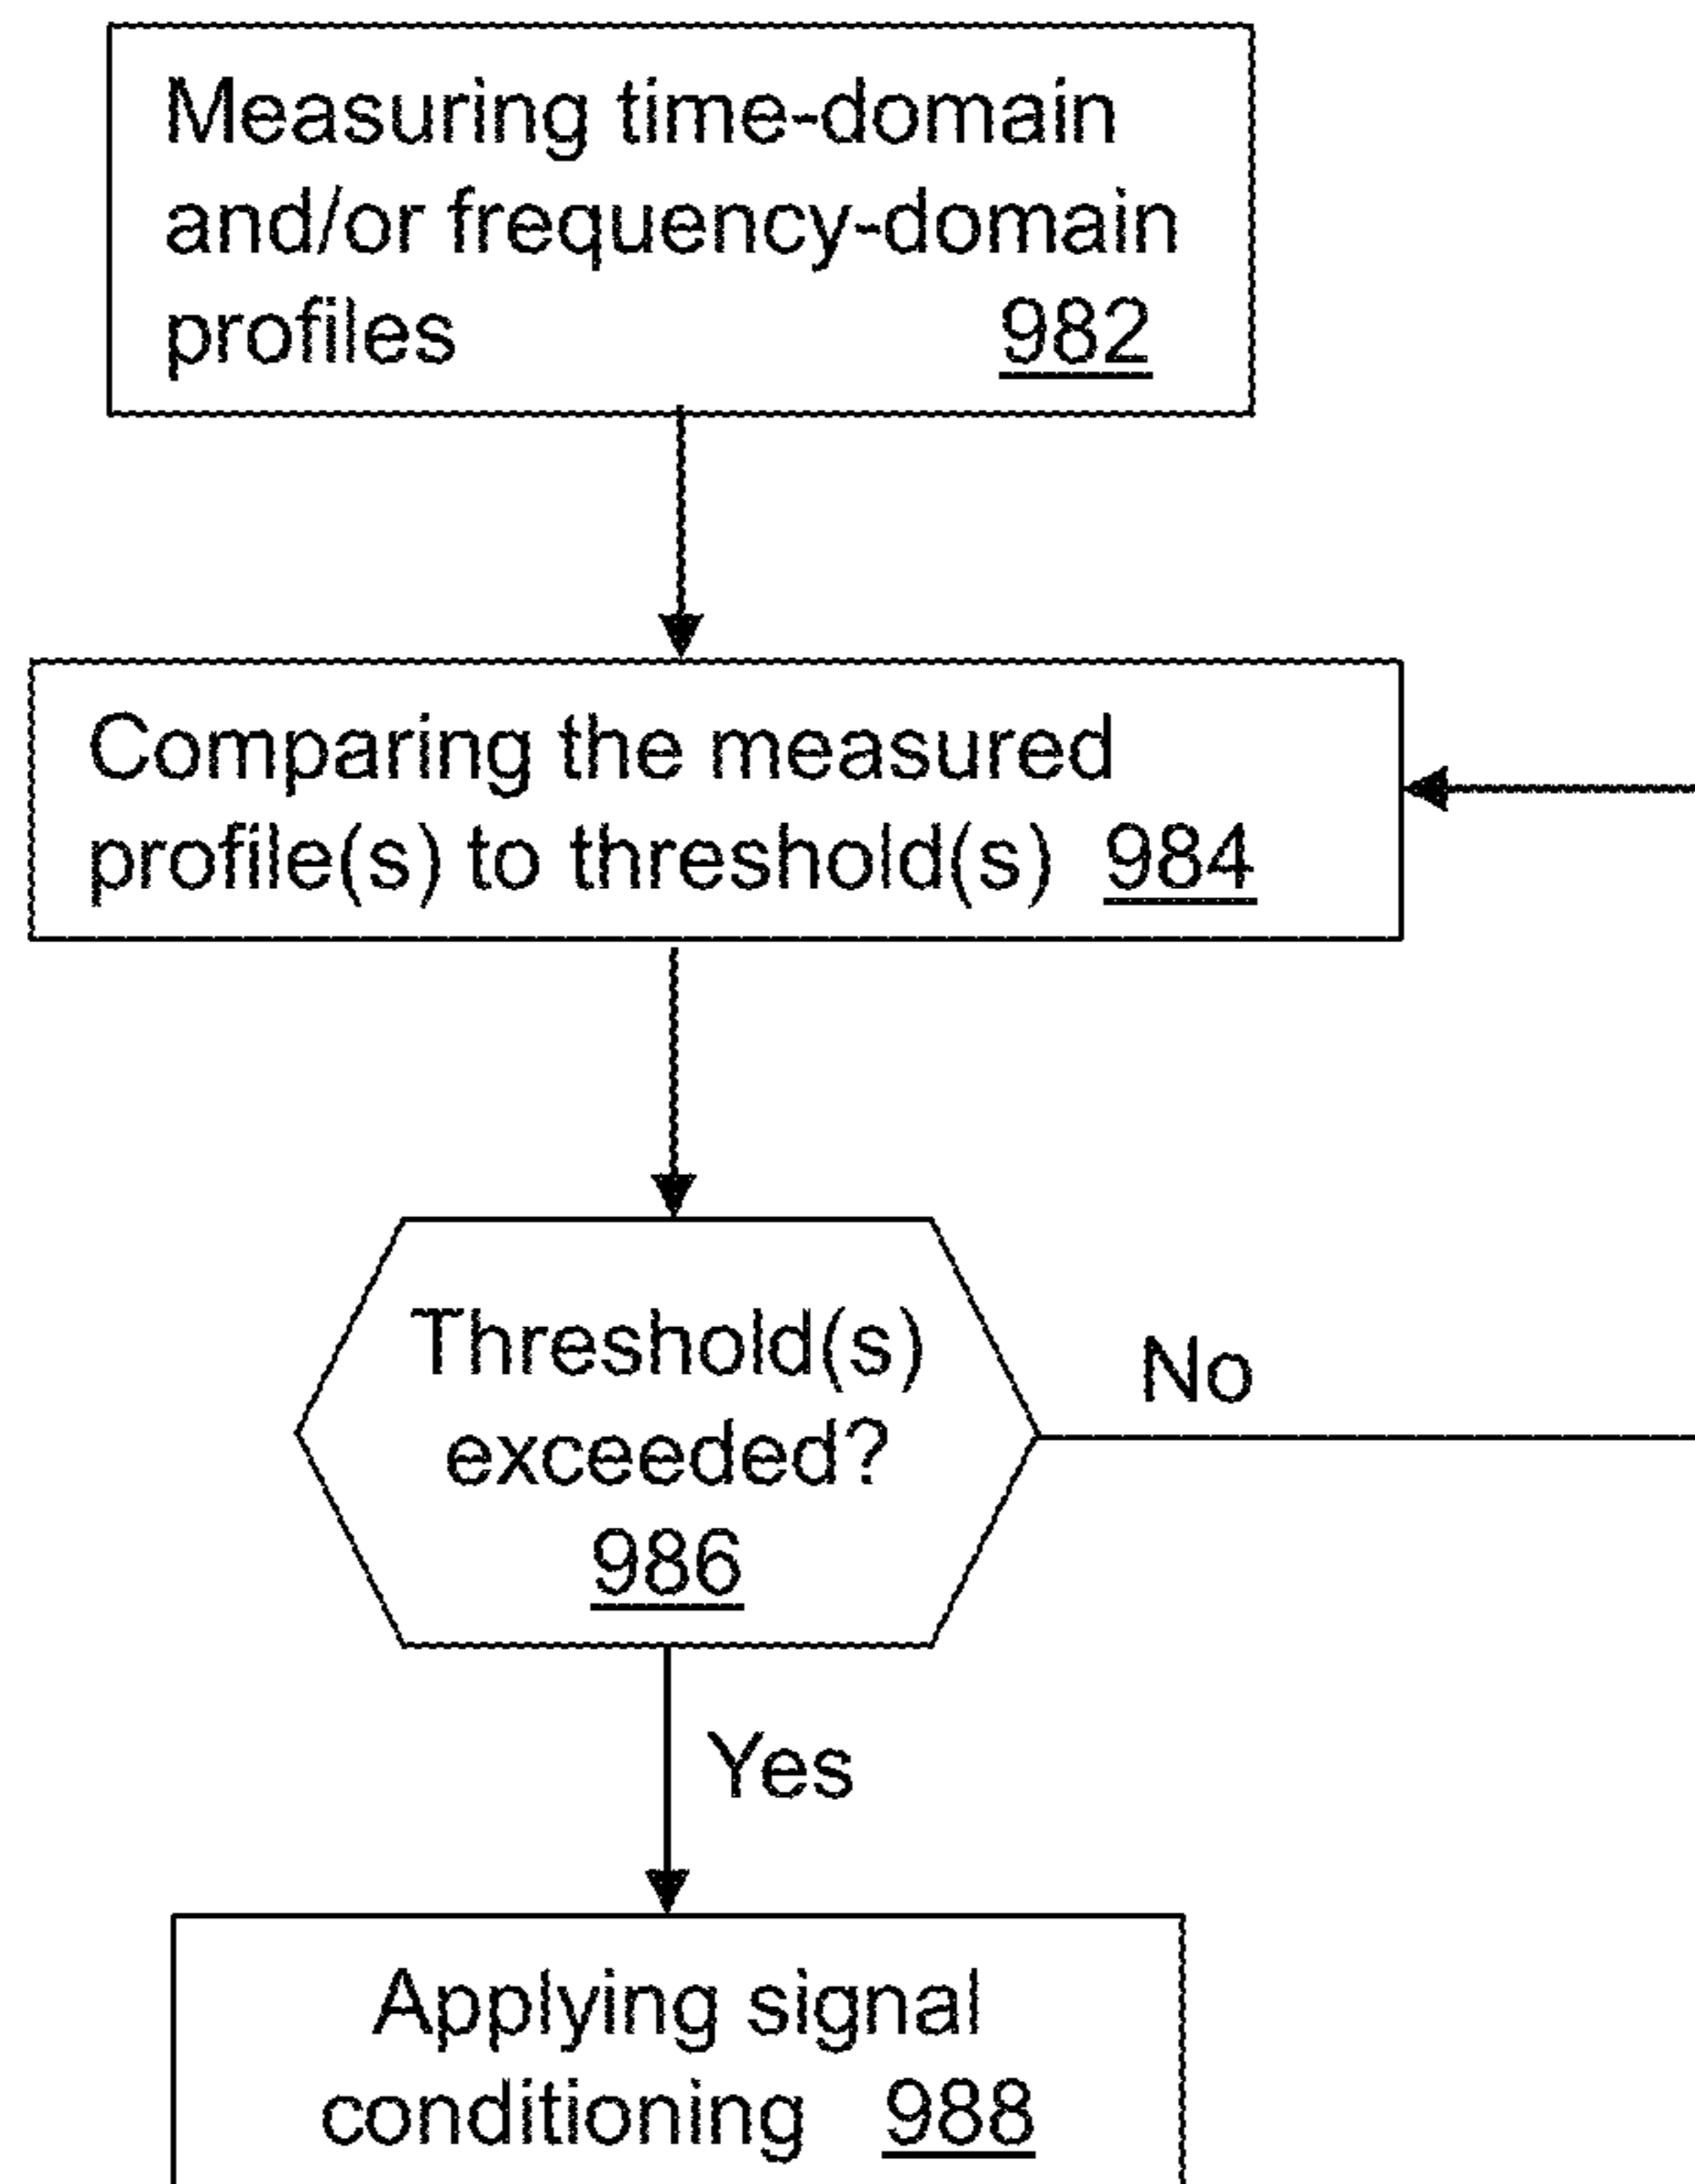 Measuring time-domain
and/or frequency-domain
profiles 982
Comparing the measured
profile(s) to threshold(s) 984
Threshold(s)
exceeded?
986
No
Yes
Applying signal
conditioning 988